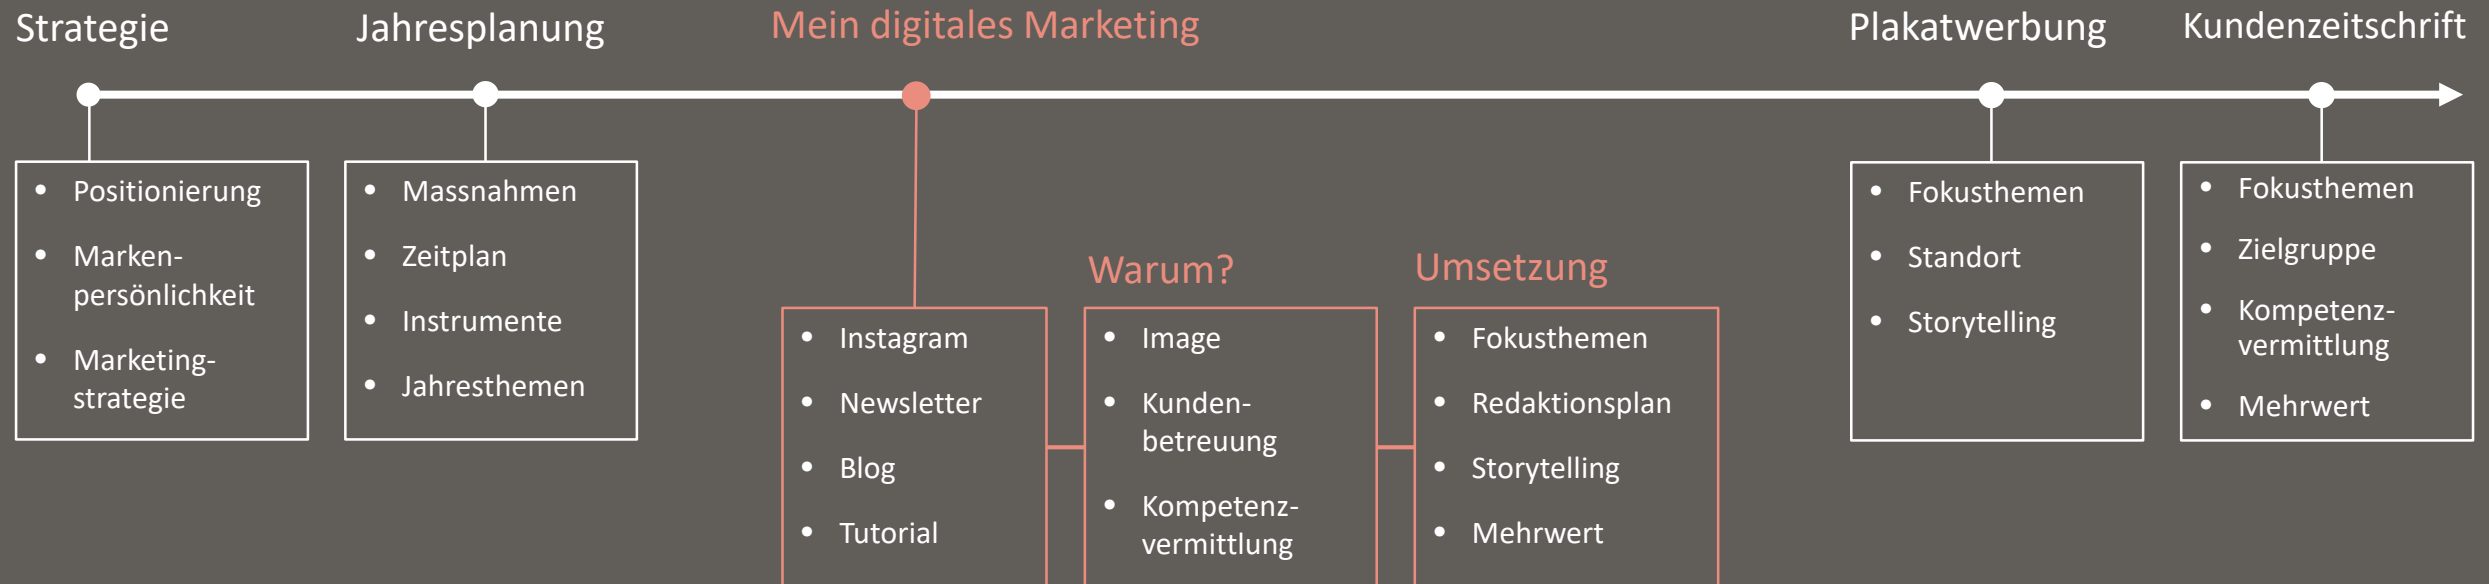 Strategie
Jahresplanung
Mein digitales Marketing
Plakatwerbung
Kundenzeitschrift
• Positionierung
• Marken-
persönlichkeit
• Marketing-
strategie
• Massnahmen
• Zeitplan
• Instrumente
• Jahresthemen
• Instagram
• Newsletter
• Blog
• Tutorial
Warum?
• Image
• Kunden-
betreuung
• Kompetenz-
vermittlung
Umsetzung
• Fokusthemen
• Redaktionsplan
• Storytelling
• Mehrwert
• Fokusthemen
• Standort
• Storytelling
• Fokusthemen
• Zielgruppe
• Kompetenz-
vermittlung
• Mehrwert